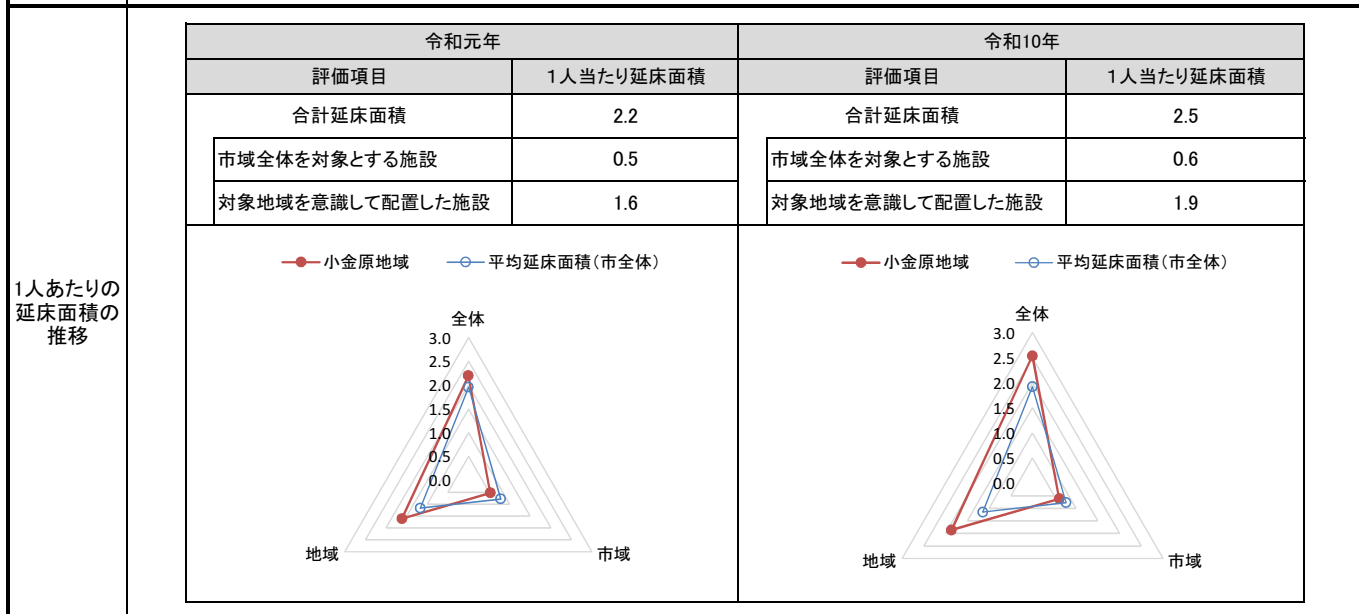 1人あたりの
延床面積の
推移
令和元年 令和10年
評価項目 1人当たり延床面積 評価項目 1人当たり延床面積
合計延床面積 2.2 合計延床面積 2.5
市域全体を対象とする施設 0.5 市域全体を対象とする施設 0.6
対象地域を意識して配置した施設 1.6 対象地域を意識して配置した施設 1.9
小金原地域 平均延床面積(市全体)
全体
3.0
2.5
2.0
1.5
1.0
0.5
0.0
地域 市域
小金原地域 平均延床面積(市全体)
全体
3.0
2.5
2.0
1.5
1.0
0.5
0.0
地域 市域